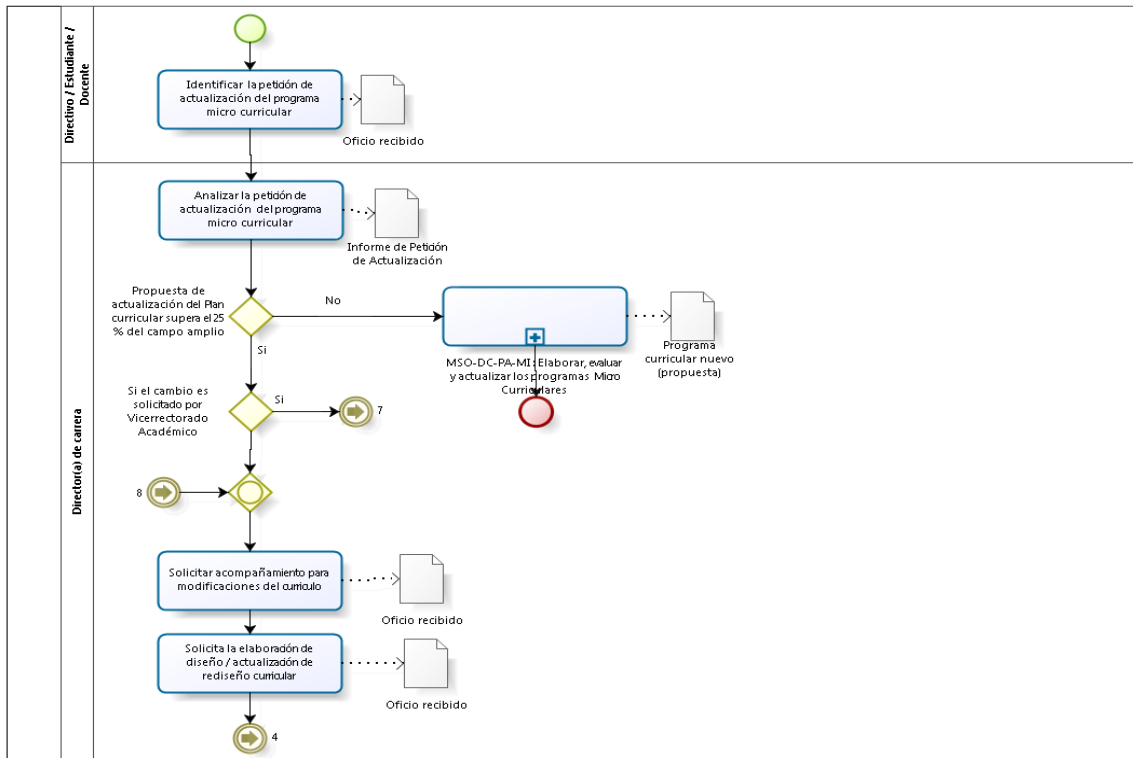 Directivo / Estudiante /
Docente
Identificar la petición de
actualización del programa
micro curricular
Oficio recibido
Director(a) de carrera
Analizar la petición de
actualización del programa
micro curricular
Informe de Petición
de Actualización
Propuesta de
actualización del Plan
curricular supera el 25
% del campo amplio
No
Si
MSO-DC-PA-MI: Elaborar, evaluar
y actualizar los programas Micro
Curriculares
Programa
curricular nuevo
(propuesta)
Si el cambio es
solicitado por
Vicerrectorado
Académico
Si
7
8
Solicitar acompañamiento para
modificaciones del curriculo
Oficio recibido
Solicita la elaboración de
diseño / actualización de
rediseño curricular
Oficio recibido
4